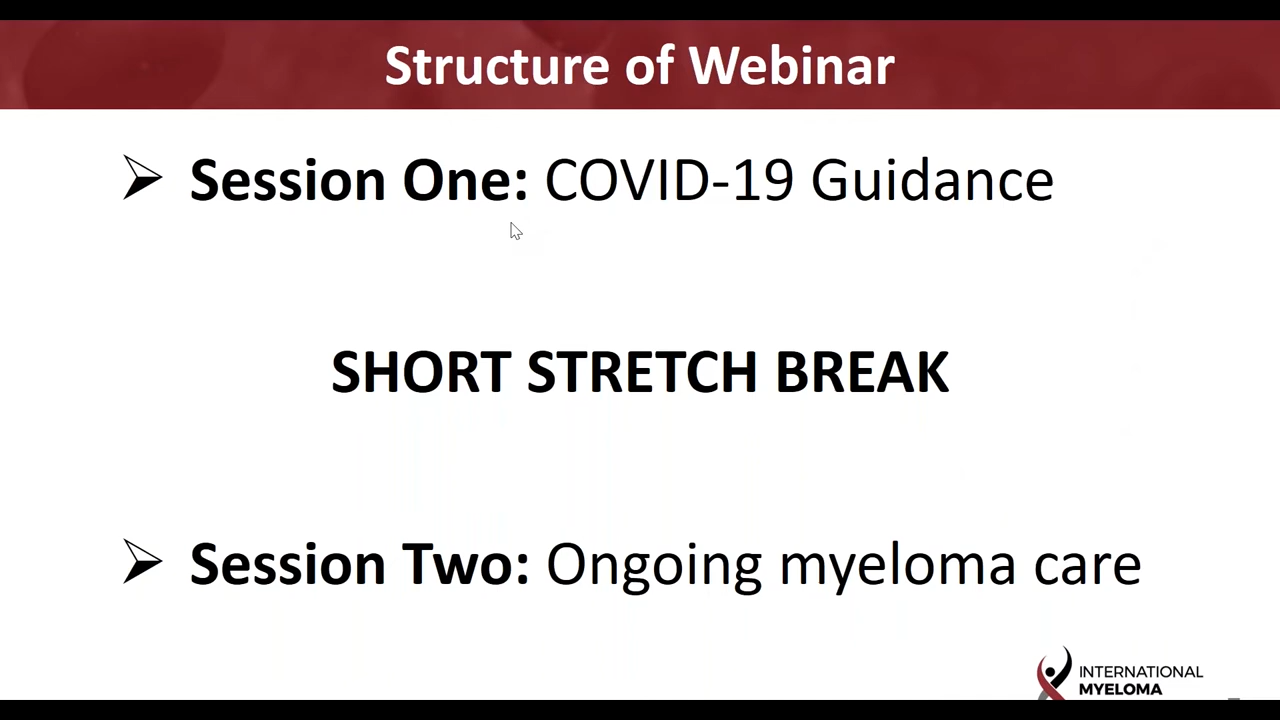 Structure of Webinar
➢ Session One: COVID-19 Guidance
SHORT STRETCH BREAK
➢ Session Two: Ongoing myeloma care
INTERNATIONAL
MYELOMA